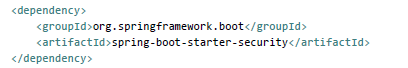 <dependency>
<groupId>org.springframework.boot</groupId>
<artifactId>spring-boot-starter-security</artifactId>
</dependency>